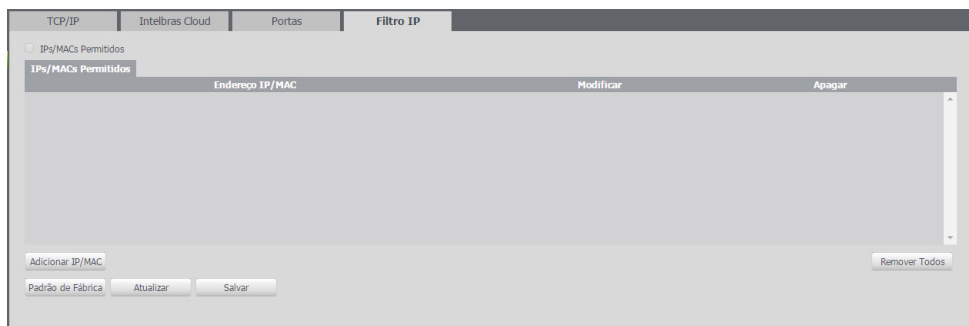 TCP/IP Intelbras Cloud Portas Filtro IP
IPs/MACs Permitidos
IPs/MACs Permitidos
Endereço IP/MAC Modificar Apagar
Adicionar IP/MAC Remover Todos
Padrão de Fábrica Atualizar Salvar